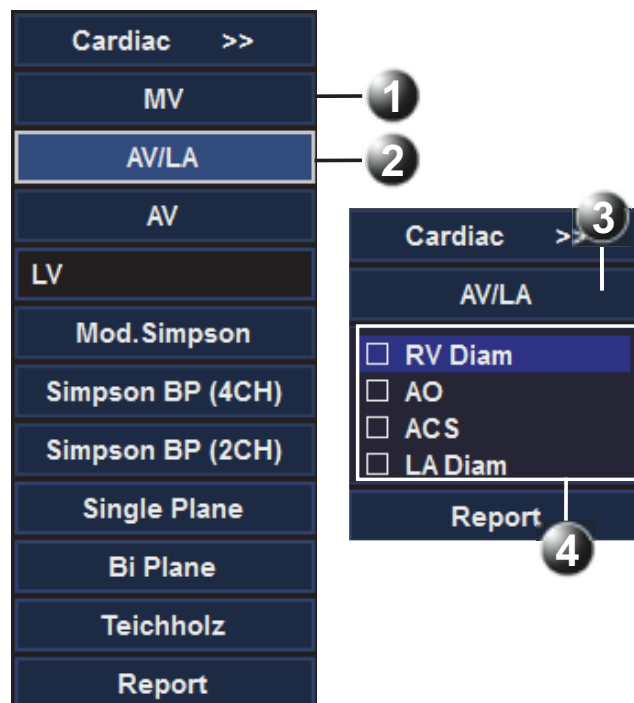 Cardiac >>
MV
AV/LA
AV
LV
Mod.Simpson
Simpson BP (4CH)
Simpson BP (2CH)
Single Plane
Bi Plane
Teichholz
Report
1
2
3
Cardiac >>
AV/LA
RV Diam
AO
ACS
LA Diam
Report
4